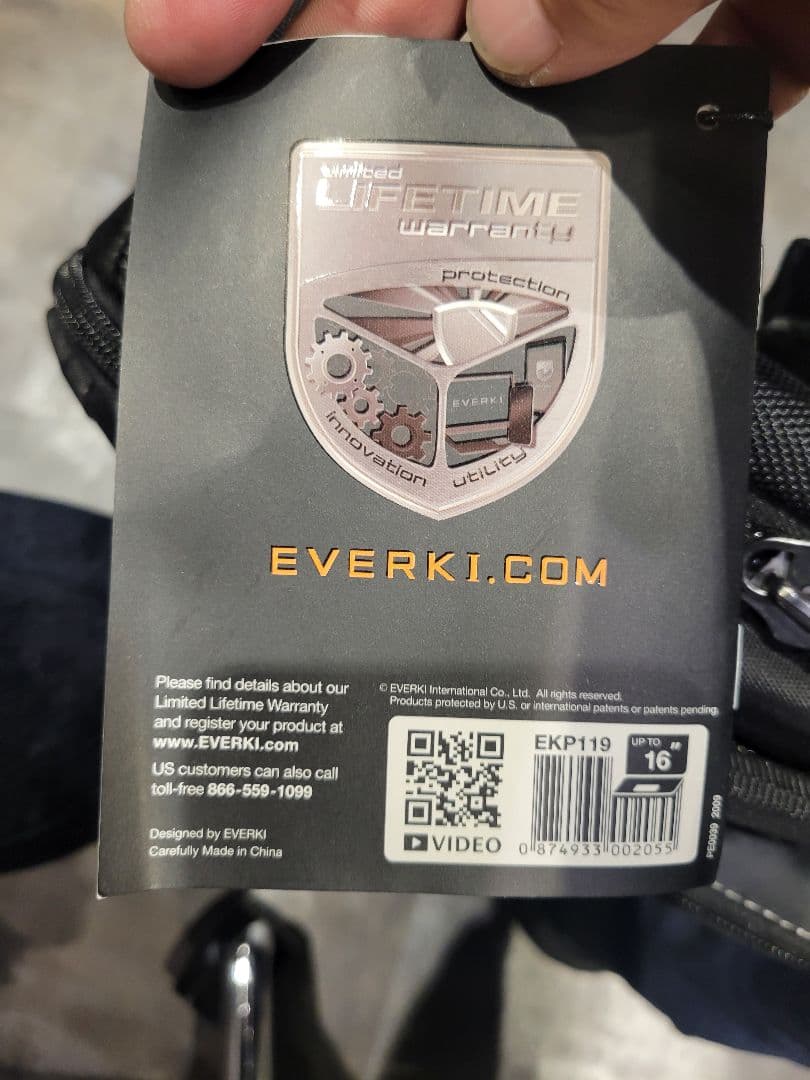 limited
LIFETIME
warranty
protection
EVERKI
innovation
utility
EVERKI.COM
Please find details about our
Limited Lifetime Warranty
and register your product at
www.EVERKI.com
US customers can also call
toll-free 866-559-1099
Designed by EVERKI
Carefully Made in China
© EVERKI International Co., Ltd. All rights reserved.
Products protected by U.S. or international patents or patents pending.
EKP119
UP TO
16"
VIDEO
0 874933 002055
PE0039 2009